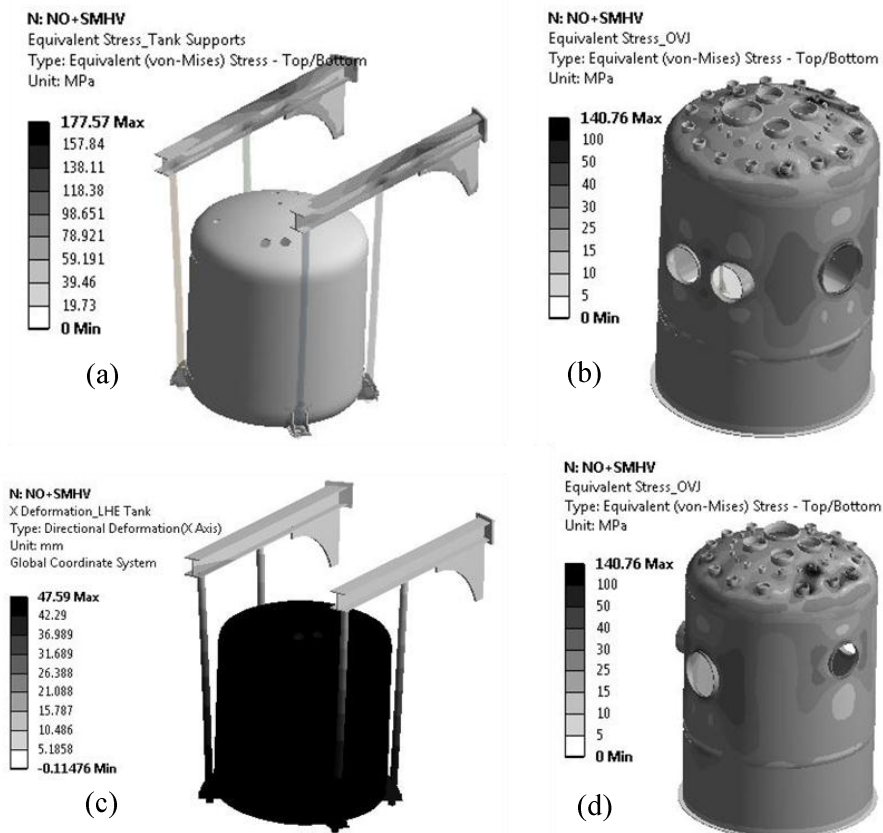 N: NO+SMHV
Equivalent Stress_Tank Supports
Type: Equivalent (von-Mises) Stress - Top/Bottom
Unit: MPa
177.57 Max
157.84
138.11
118.38
98.651
78.921
59.191
39.46
19.73
0 Min
(a)
N: NO+SMHV
Equivalent Stress_OVJ
Type: Equivalent (von-Mises) Stress - Top/Bottom
Unit: MPa
140.76 Max
100
50
40
30
20
15
10
5
0 Min
(b)
N: NO+SMHV
X Deformation_LHE Tank
Type: Directional Deformation(X Axis)
Unit: mm
Global Coordinate System
47.59 Max
42.29
36.989
31.689
26.388
21.088
15.787
10.486
5.1858
-0.11476 Min
(c)
N: NO+SMHV
Equivalent Stress_OVJ
Type: Equivalent (von-Mises) Stress - Top/Bottom
Unit: MPa
140.76 Max
100
50
40
30
20
15
10
5
0 Min
(d)